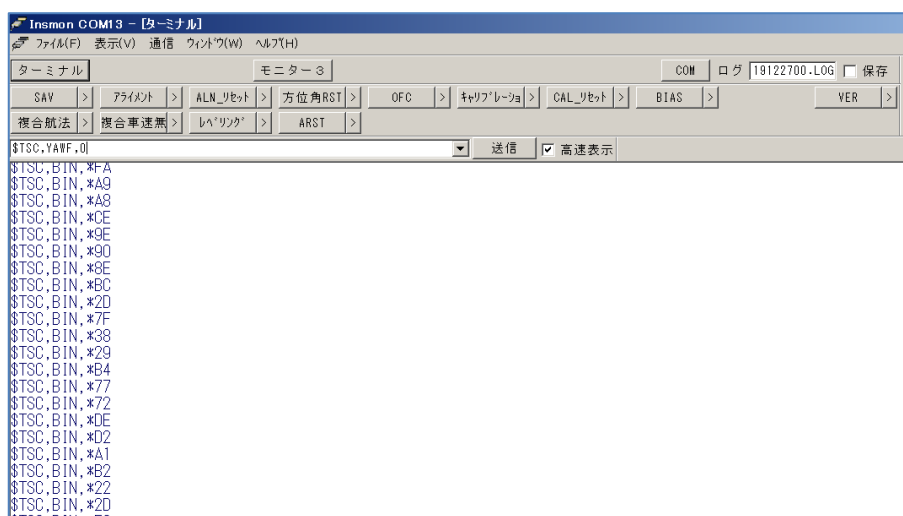 Insmon COM13 - [ターミナル]
ファイル(F) 表示(V) 通信 ウィンドウ(W) ヘルプ(H)
ターミナル モニター3 COM ログ 19122700.LOG 保存
SAV > アライメント > ALN_リセット > 方位角RST > OFC > キャリブレーショ > CAL_リセット > BIAS > VER >
複合航法 > 複合車速無 > レベリング > ARST >
$TSC,YAWF,0 送信 高速表示
$TSC,BIN,*FA
$TSC,BIN,*A9
$TSC,BIN,*A8
$TSC,BIN,*CE
$TSC,BIN,*9E
$TSC,BIN,*90
$TSC,BIN,*8E
$TSC,BIN,*BC
$TSC,BIN,*2D
$TSC,BIN,*7F
$TSC,BIN,*38
$TSC,BIN,*29
$TSC,BIN,*B4
$TSC,BIN,*77
$TSC,BIN,*72
$TSC,BIN,*DE
$TSC,BIN,*D2
$TSC,BIN,*A1
$TSC,BIN,*B2
$TSC,BIN,*22
$TSC,BIN,*2D